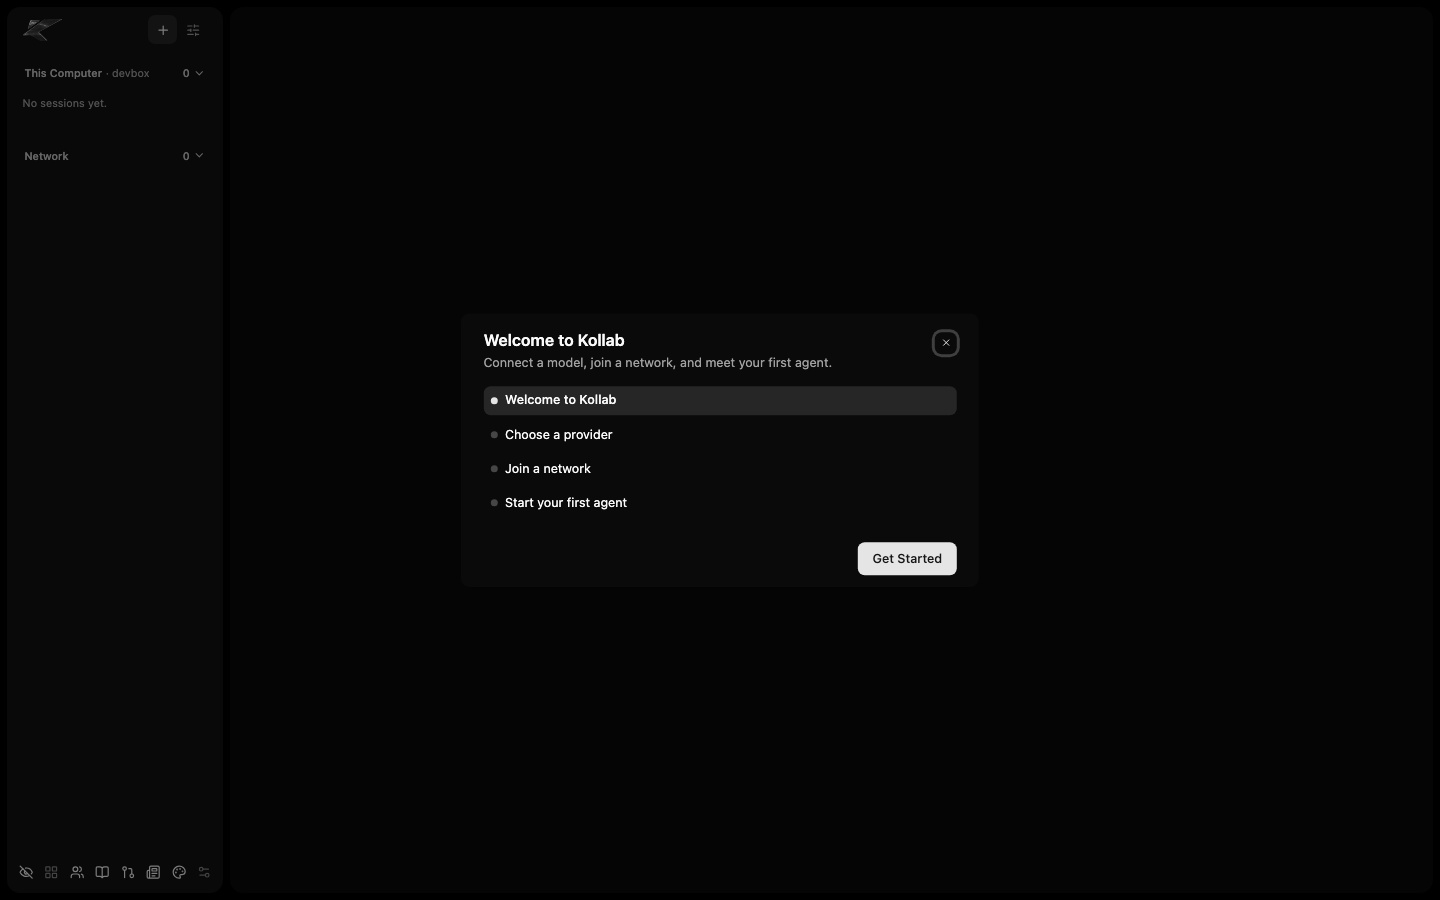 This Computer · devbox 0
No sessions yet.
Network 0
Welcome to Kollab
Connect a model, join a network, and meet your first agent.
Welcome to Kollab
Choose a provider
Join a network
Start your first agent
Get Started